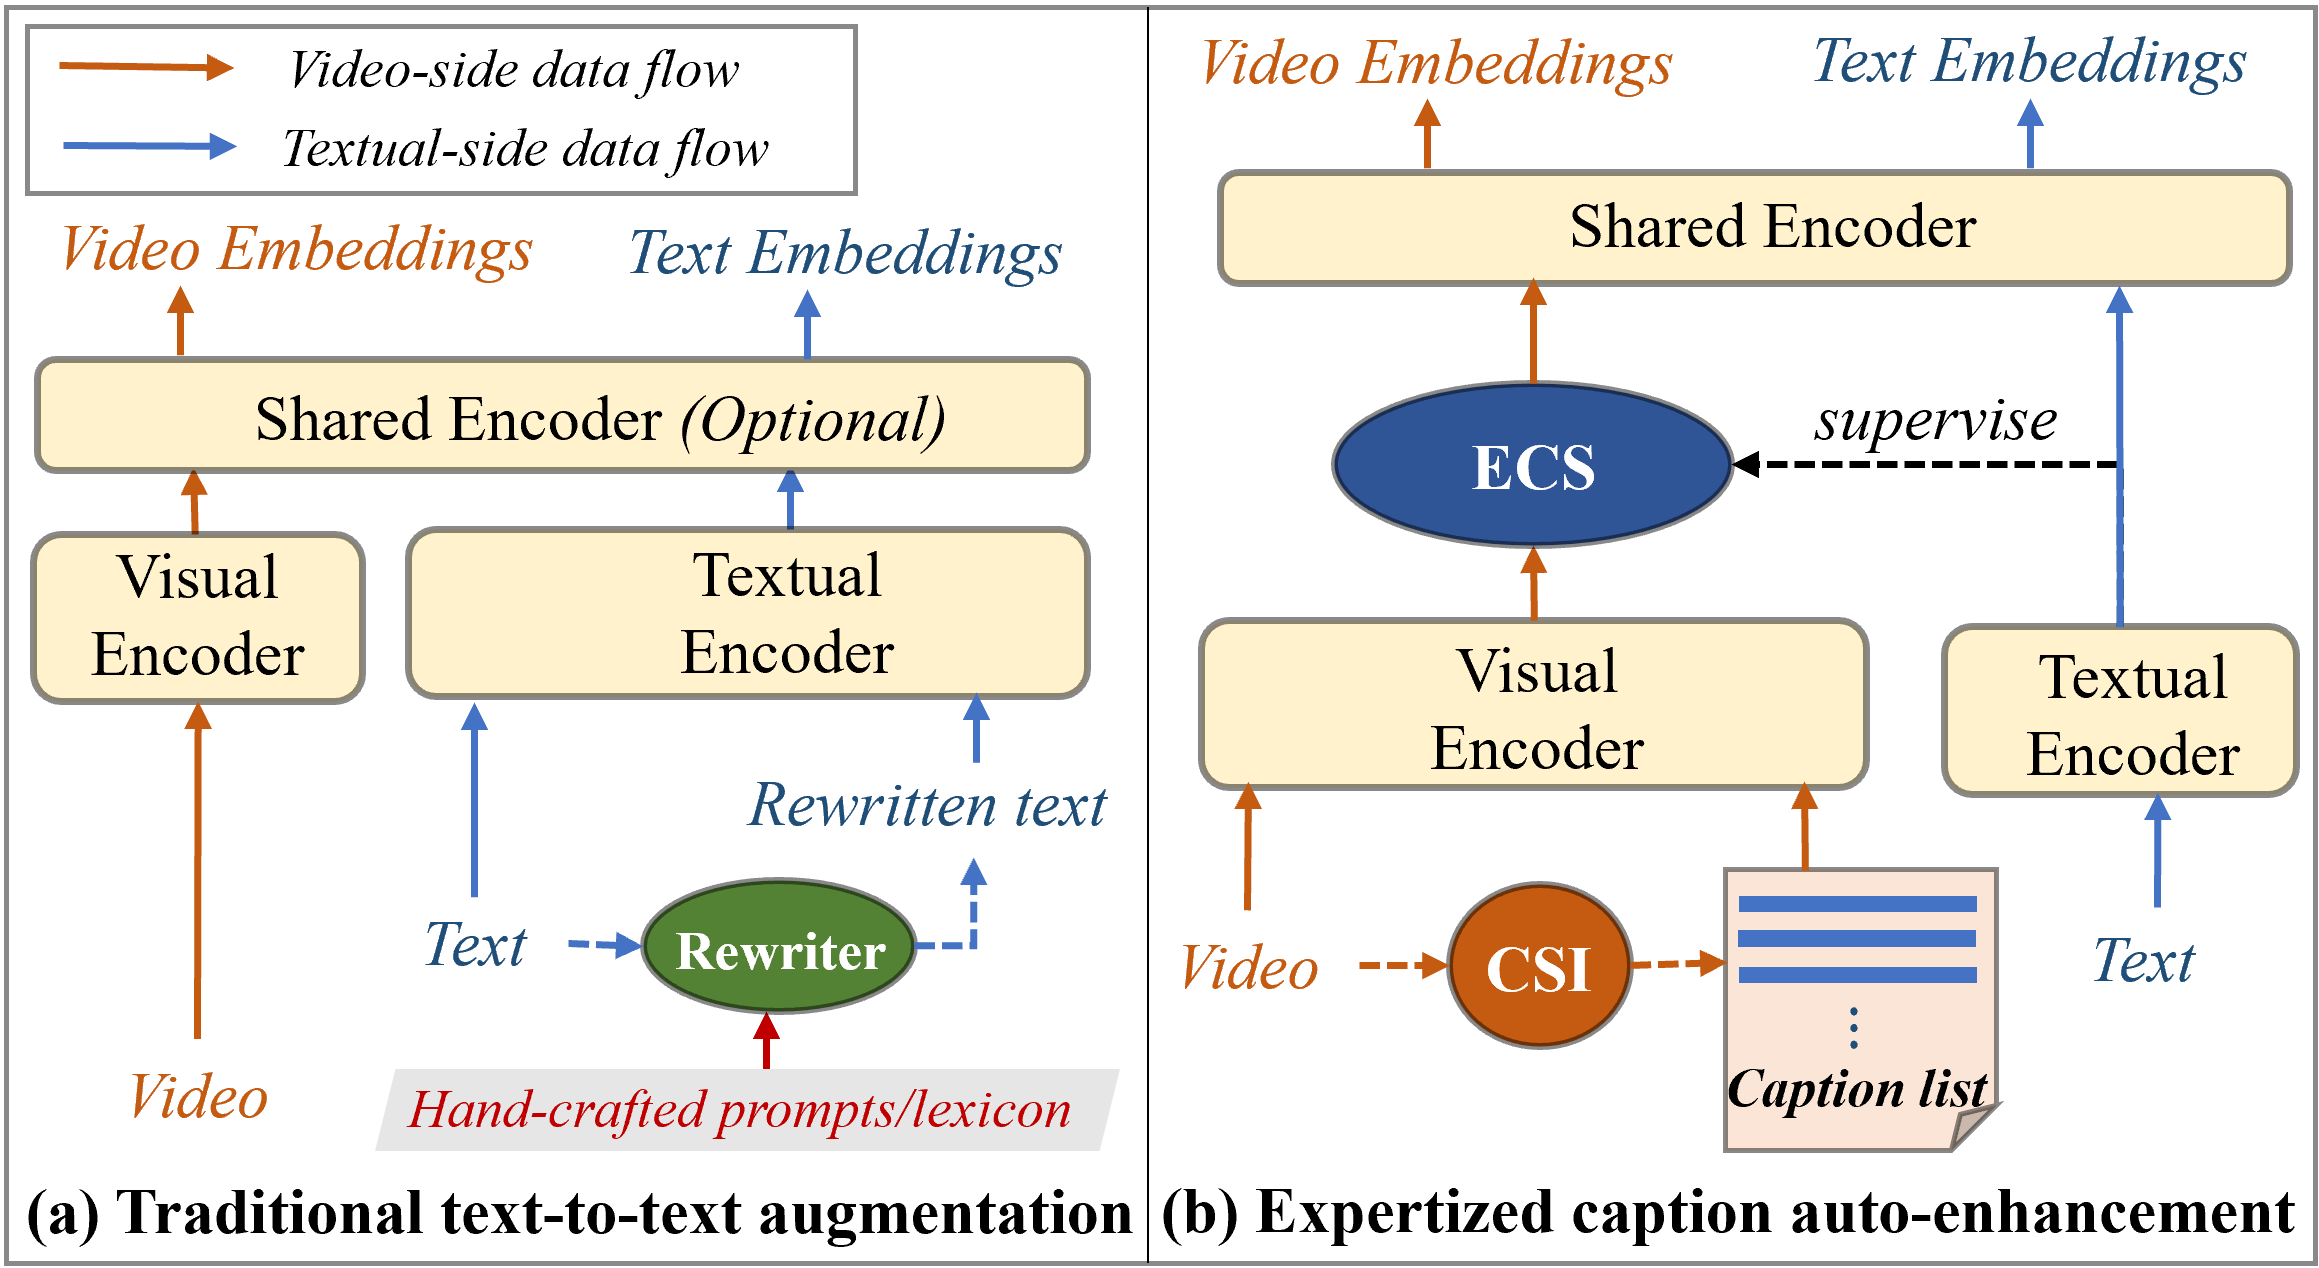 Video-side data flow
Textual-side data flow
Video Embeddings
Text Embeddings
Shared Encoder (Optional)
Visual
Encoder
Textual
Encoder
Rewritten text
Text
Rewriter
Video
Hand-crafted prompts/lexicon
(a) Traditional text-to-text augmentation
Video Embeddings
Text Embeddings
Shared Encoder
ECS
supervise
Visual
Encoder
Textual
Encoder
Video
CSI
Caption list
Text
(b) Expertized caption auto-enhancement